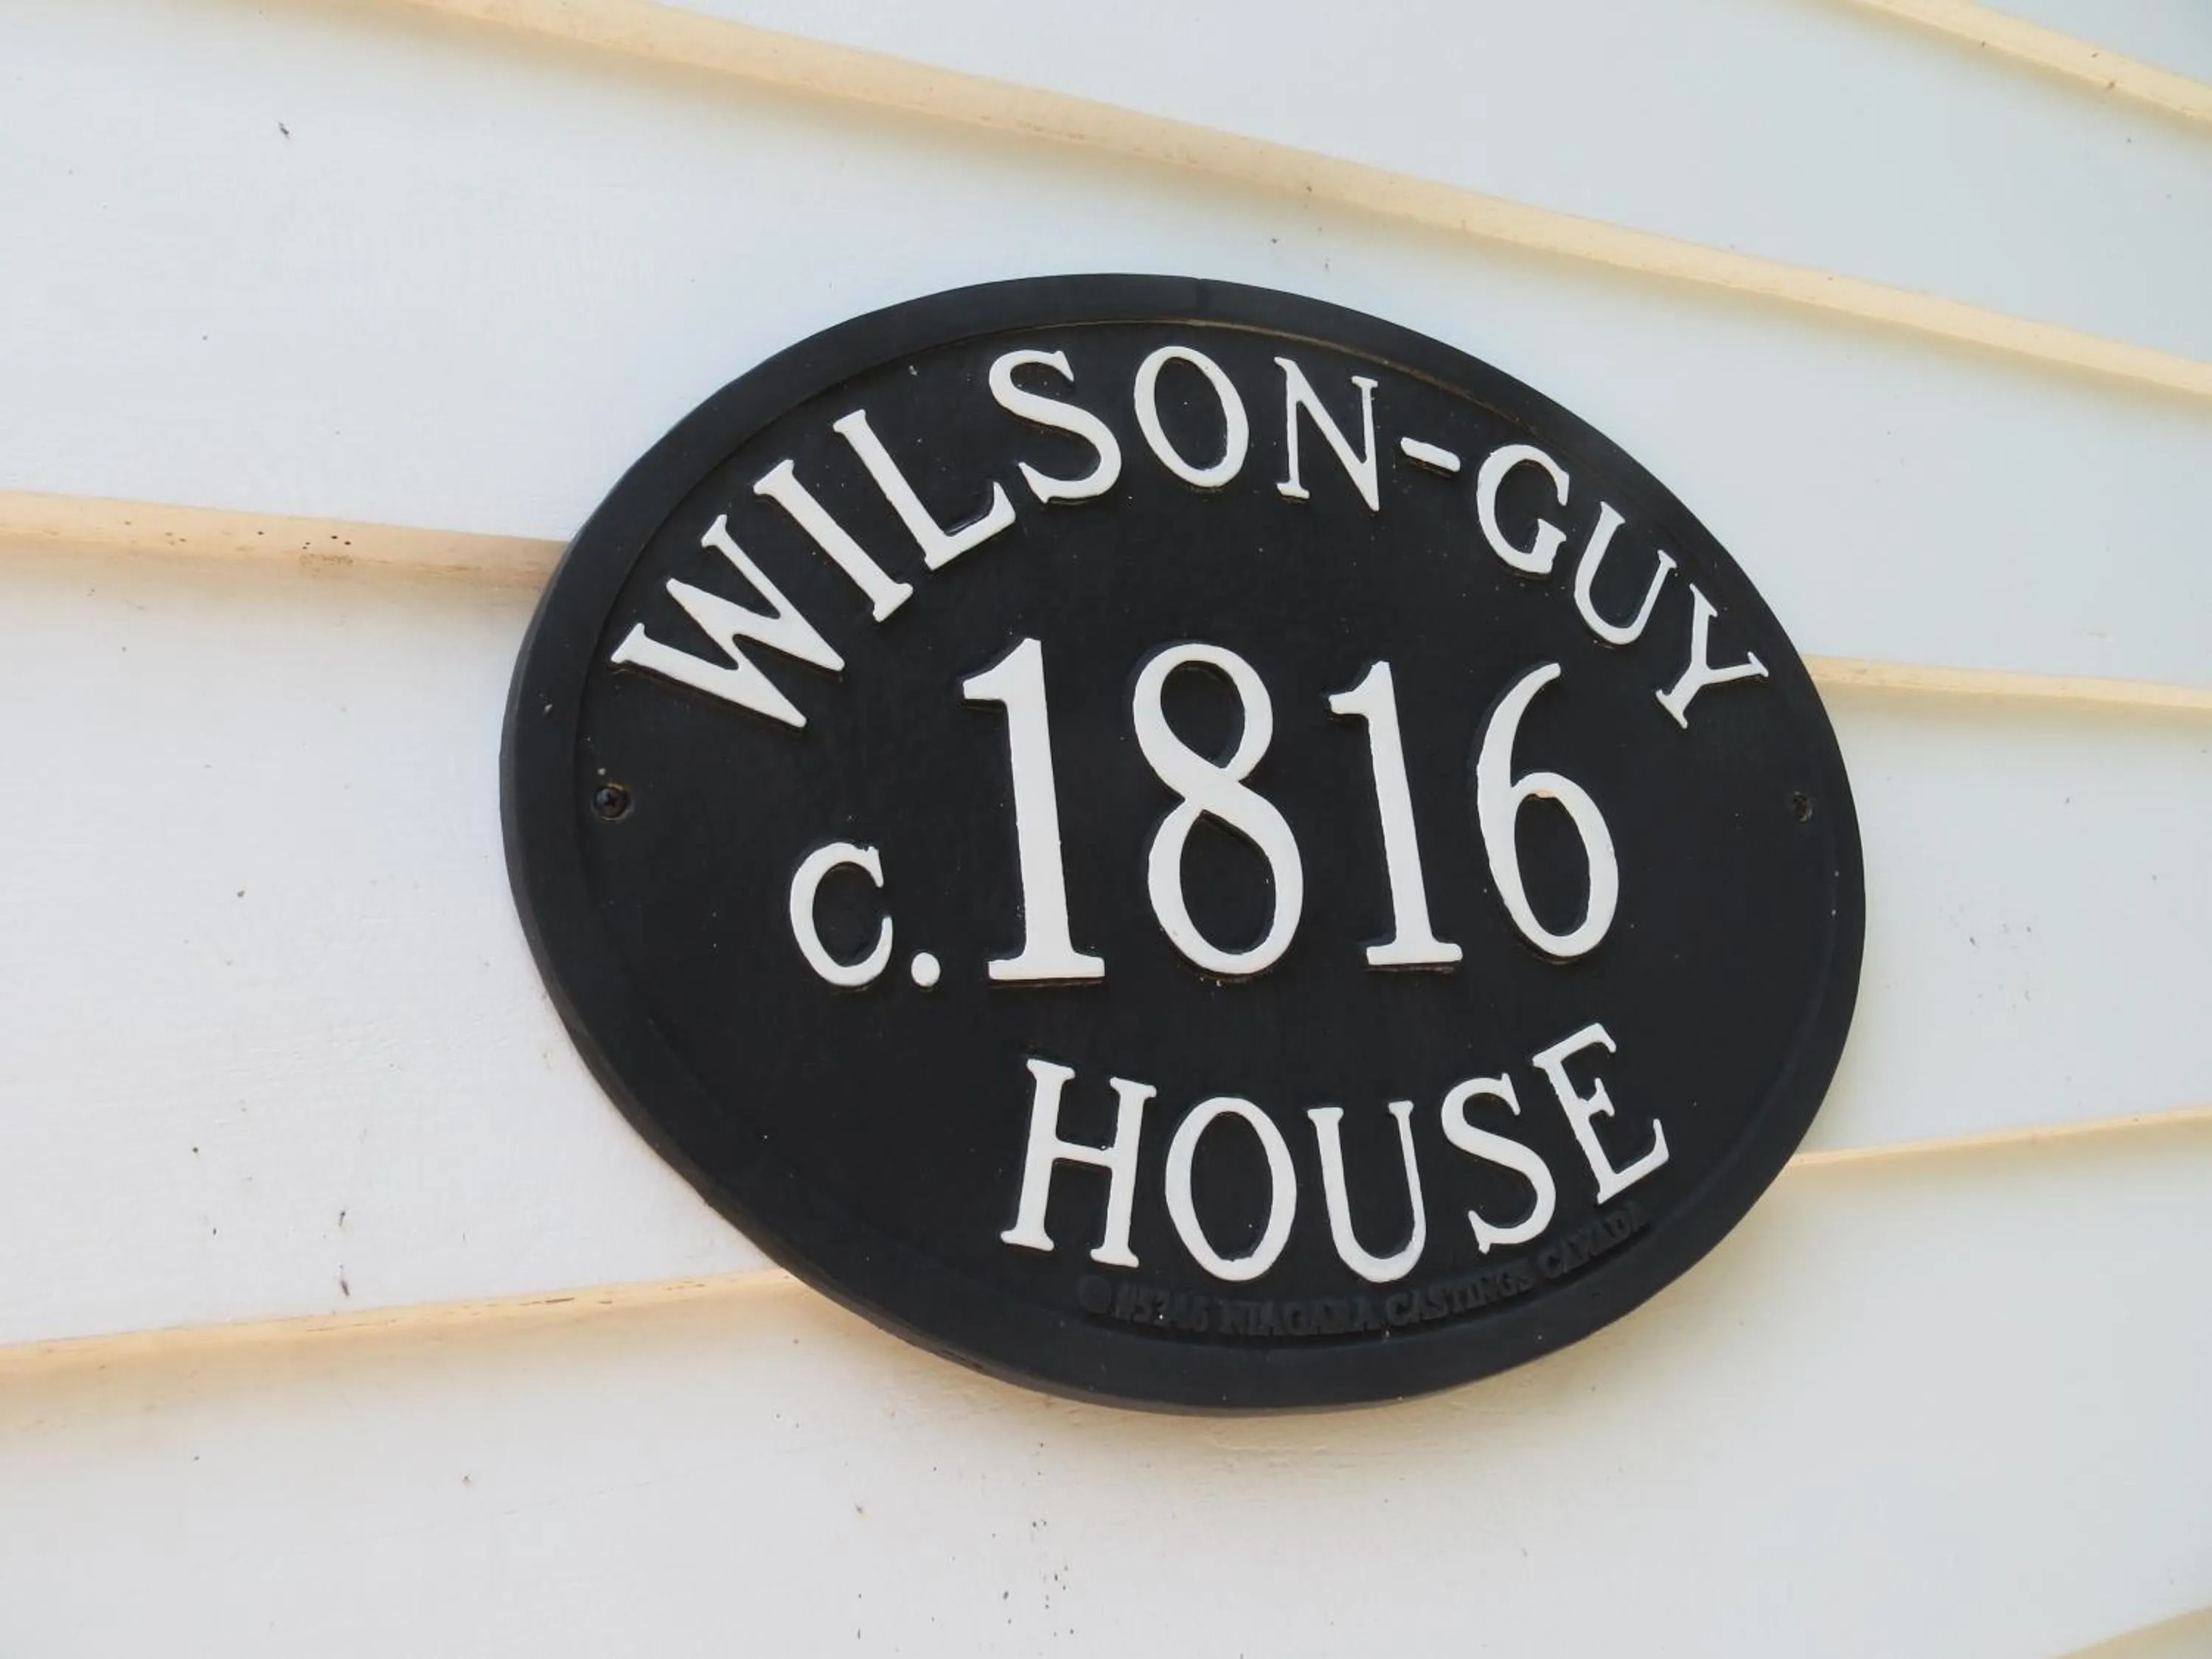 WILSON-GUY
c. 1816
HOUSE
NIAGARA CASTINGS CANADA